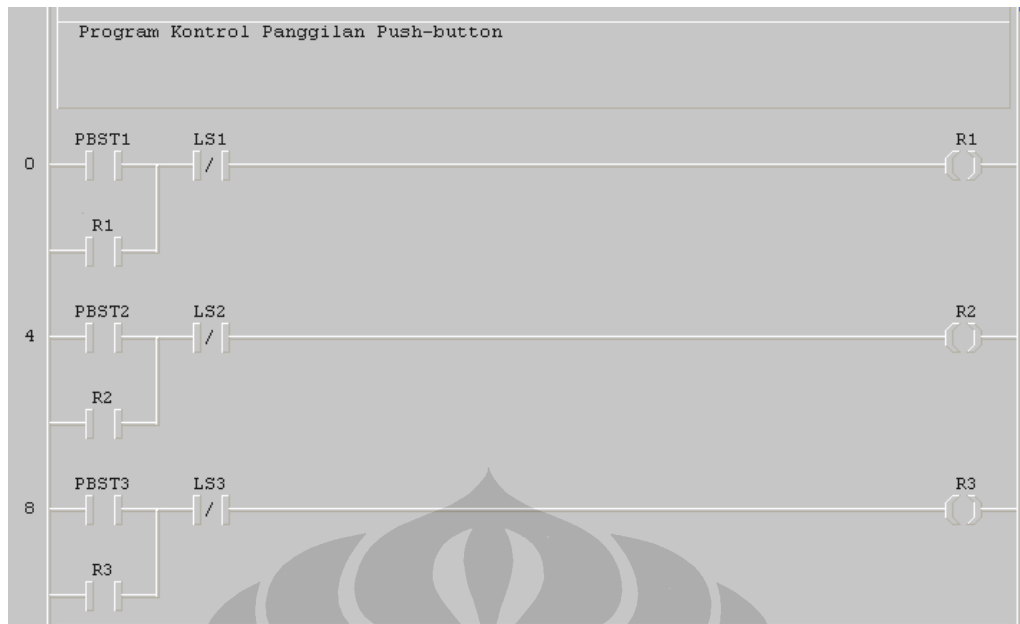 Program Kontrol Panggilan Push-button
PBST1 LS1 R1
0 /
R1
PBST2 LS2 R2
4 /
R2
PBST3 LS3 R3
8 /
R3